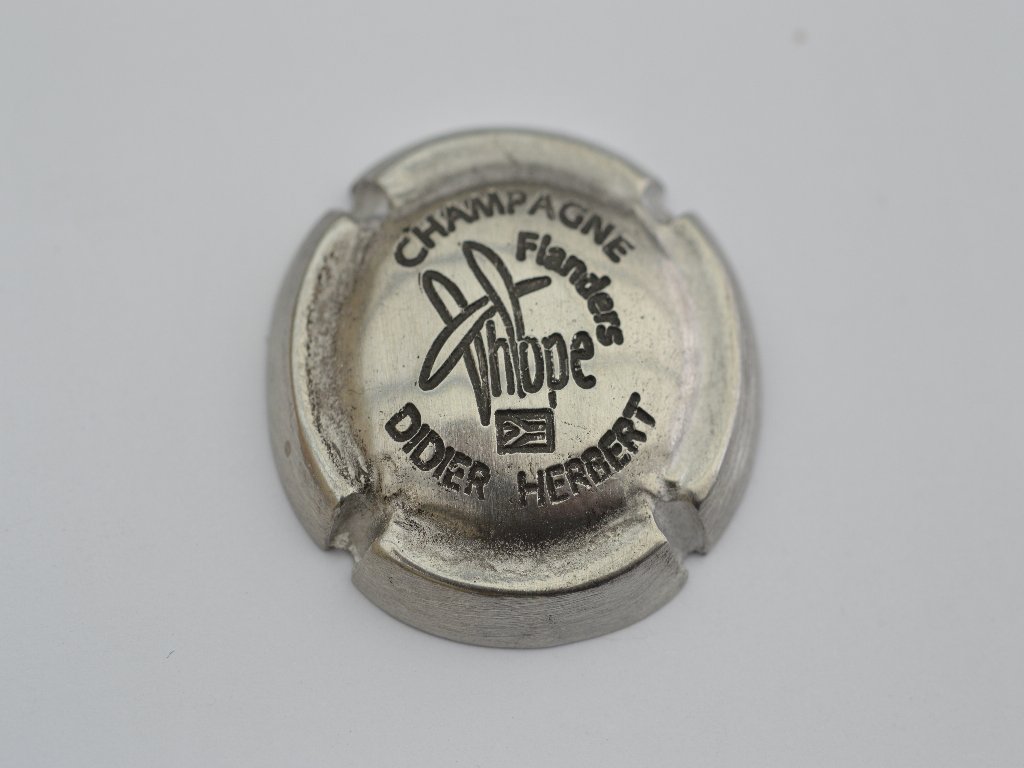 CHAMPAGNE
Flanders
hope
DIDIER HERBERT